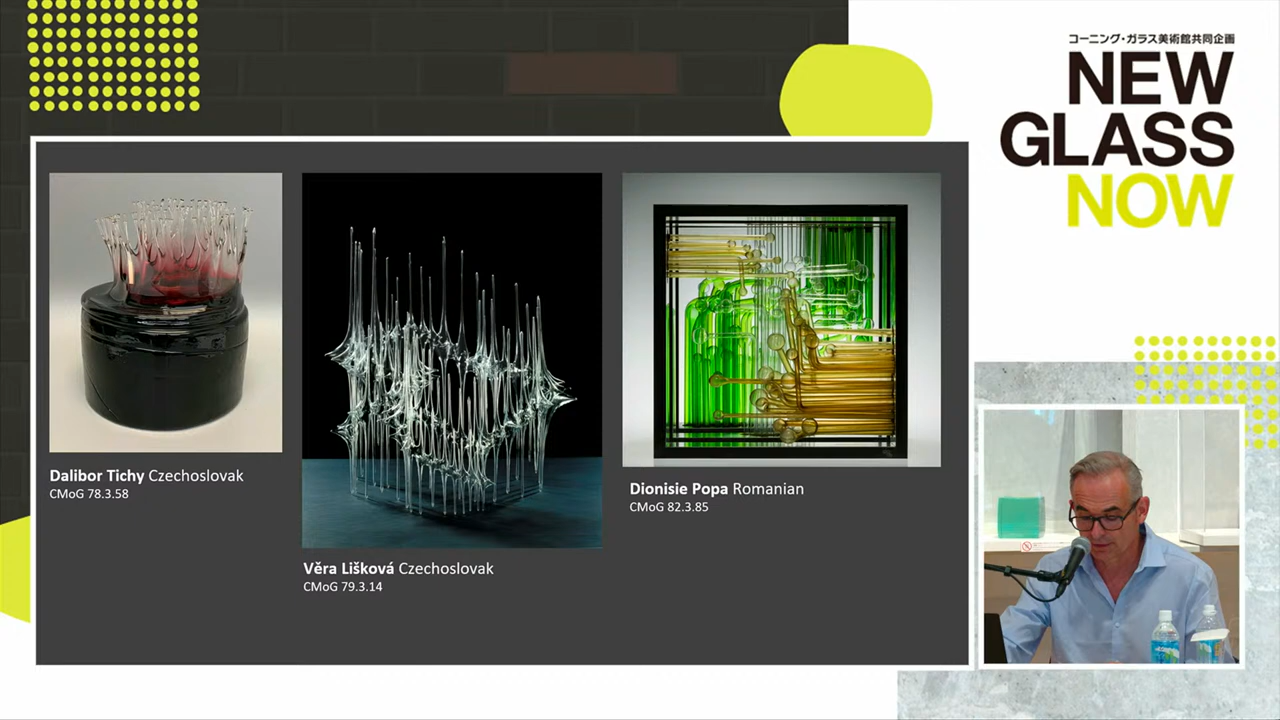 コーニング・ガラス美術館共同企画
NEW
GLASS
NOW
Dalibor Tichy Czechoslovak
CMoG 78.3.58
Věra Lišková Czechoslovak
CMoG 79.3.14
Dionisie Popa Romanian
CMoG 82.3.85